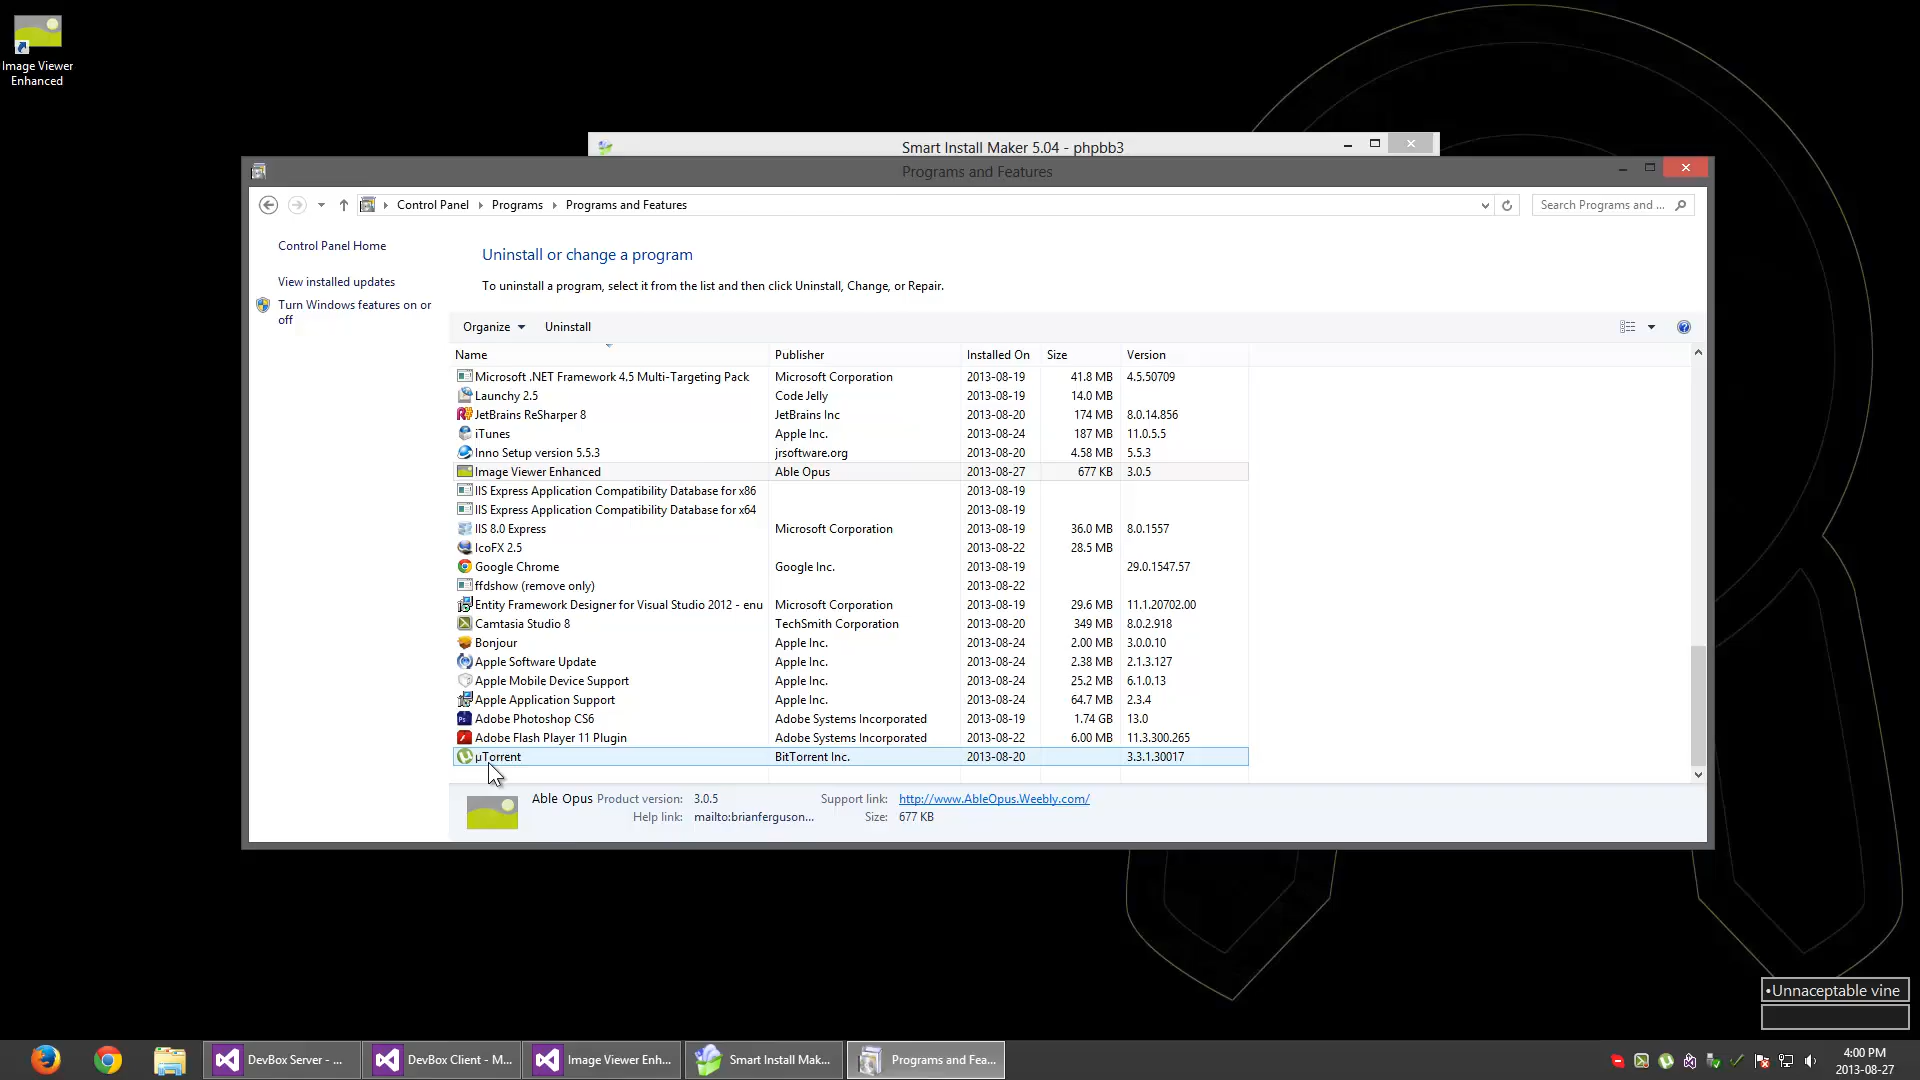 Image Viewer
Enhanced
Smart Install Maker 5.04 - phpbb3
Programs and Features
Control Panel Programs Programs and Features
Search Programs and ...
Control Panel Home
View installed updates
Turn Windows features on or
off
Uninstall or change a program
To uninstall a program, select it from the list and then click Uninstall, Change, or Repair.
Organize Uninstall
Name Publisher Installed On Size Version
Microsoft .NET Framework 4.5 Multi-Targeting Pack Microsoft Corporation 2013-08-19 41.8 MB 4.5.50709
Launchy 2.5 Code Jelly 2013-08-19 14.0 MB
JetBrains ReSharper 8 JetBrains Inc 2013-08-20 174 MB 8.0.14.856
iTunes Apple Inc. 2013-08-24 187 MB 11.0.5.5
Inno Setup version 5.5.3 jrsoftware.org 2013-08-20 4.58 MB 5.5.3
Image Viewer Enhanced Able Opus 2013-08-27 677 KB 3.0.5
IIS Express Application Compatibility Database for x86 2013-08-19
IIS Express Application Compatibility Database for x64 2013-08-19
IIS 8.0 Express Microsoft Corporation 2013-08-19 36.0 MB 8.0.1557
IcoFX 2.5 2013-08-22 28.5 MB
Google Chrome Google Inc. 2013-08-19 29.0.1547.57
ffdshow (remove only) 2013-08-22
Entity Framework Designer for Visual Studio 2012 - enu Microsoft Corporation 2013-08-19 29.6 MB 11.1.20702.00
Camtasia Studio 8 TechSmith Corporation 2013-08-20 349 MB 8.0.2.918
Bonjour Apple Inc. 2013-08-24 2.00 MB 3.0.0.10
Apple Software Update Apple Inc. 2013-08-24 2.38 MB 2.1.3.127
Apple Mobile Device Support Apple Inc. 2013-08-24 25.2 MB 6.1.0.13
Apple Application Support Apple Inc. 2013-08-24 64.7 MB 2.3.4
Adobe Photoshop CS6 Adobe Systems Incorporated 2013-08-19 1.74 GB 13.0
Adobe Flash Player 11 Plugin Adobe Systems Incorporated 2013-08-22 6.00 MB 11.3.300.265
µTorrent BitTorrent Inc. 2013-08-20 3.3.1.30017
Able Opus Product version: 3.0.5 Support link: http://www.AbleOpus.Weebly.com/
Help link: mailto:brianferguson... Size: 677 KB
•Unnaceptable vine
DevBox Server - ... DevBox Client - M... Image Viewer Enh... Smart Install Mak... Programs and Fea...
4:00 PM
2013-08-27